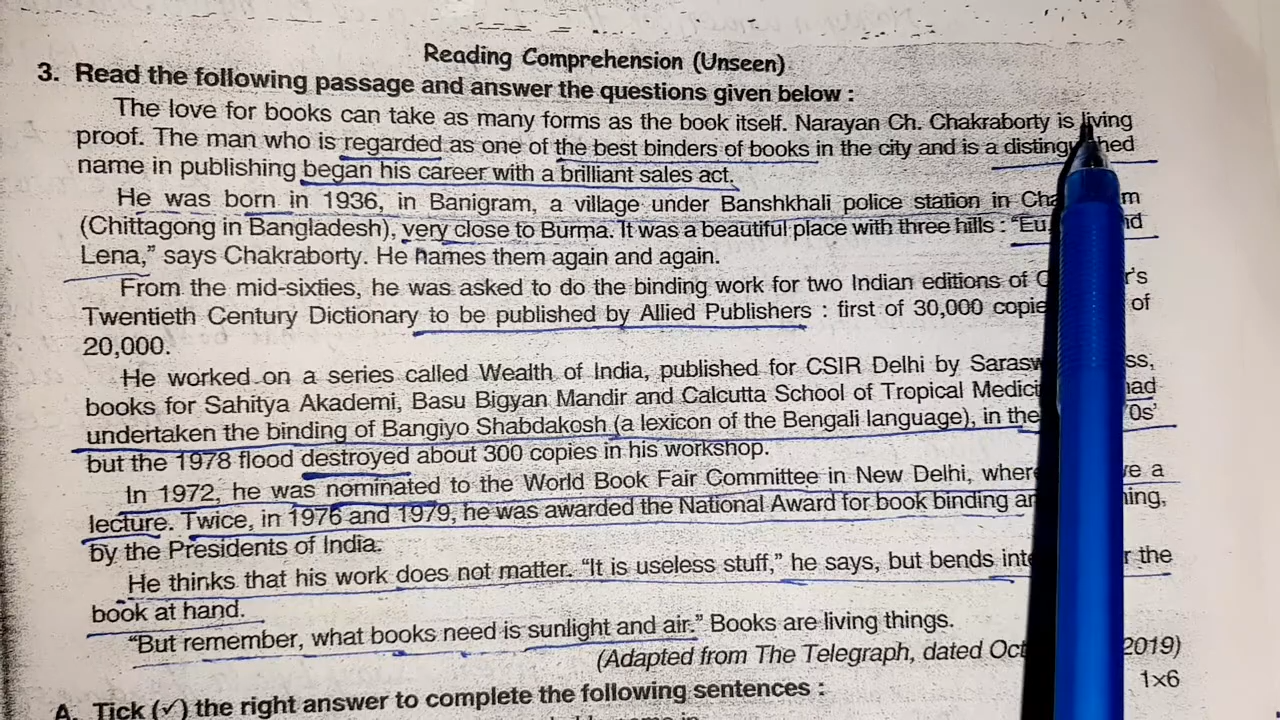 Reading Comprehension (Unseen)
3. Read the following passage and answer the questions given below :
The love for books can take as many forms as the book itself. Narayan Ch. Chakraborty is living
proof. The man who is regarded as one of the best binders of books in the city and is a
name in publishing began his career with a brilliant sales act.
He was born in 1936, in Banigram, a village under Banshkhali police station in
(Chittagong in Bangladesh), very close to Burma. It was a beautiful place with three hills : “Eu
Lena,” says Chakraborty. He names them again and again.
From the mid-sixties, he was asked to do the binding work for two Indian editions of
Twentieth Century Dictionary to be published by Allied Publishers : first of 30,000 of
20,000.
He worked on a series called Wealth of India, published for CSIR Delhi by
books for Sahitya Akademi, Basu Bigyan Mandir and Calcutta School of Tropical
undertaken the binding of Bangiyo Shabdakosh (a lexicon of the Bengali language), in the
but the 1978 flood destroyed about 300 copies in his workshop.
In 1972, he was nominated to the World Book Fair Committee in New Delhi, a
lecture. Twice, in 1976 and 1979, he was awarded the National Award for book binding
by the Presidents of India.
He thinks that his work does not matter. “It is useless stuff,” he says, but bends the
book at hand.
“But remember, what books need is sunlight and air.” Books are living things.
(Adapted from The Telegraph, dated 2019)
A. Tick (✓) the right answer to complete the following sentences : 1×6